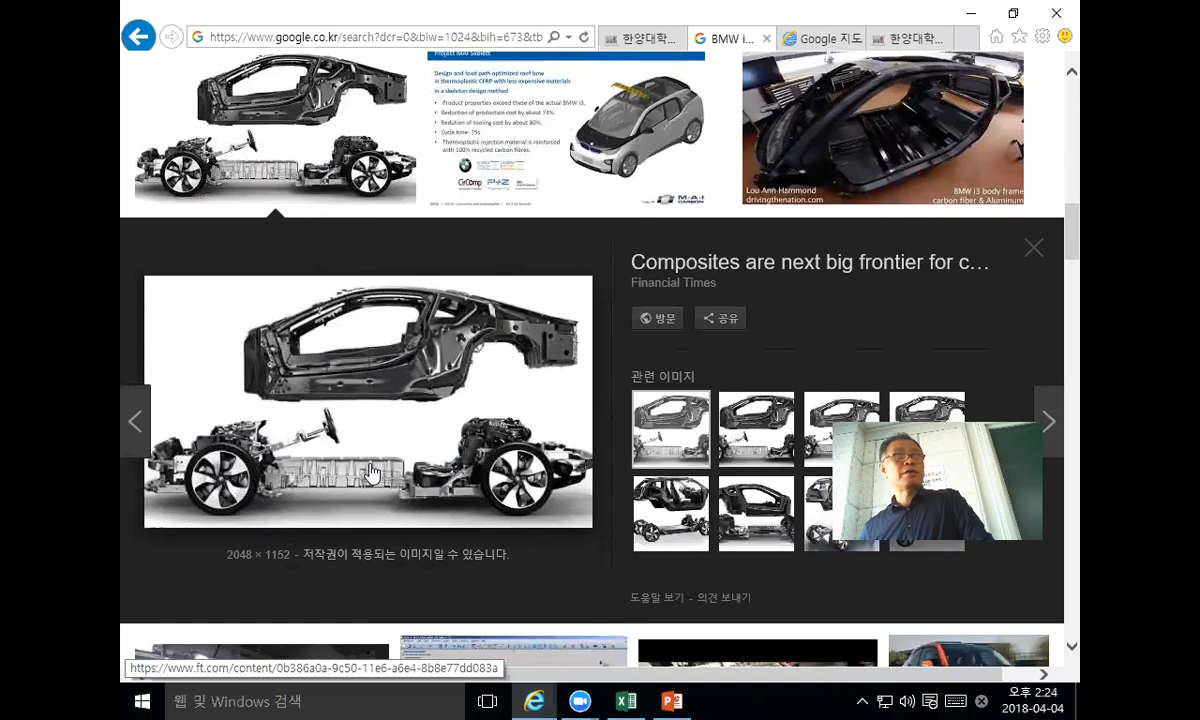 https://www.google.co.kr/search?dcr=0&biw=1024&bih=673&tb
한양대학...
BMW i...
Google 지도
한양대학...
Project MAI Skelett
Design and load path optimized roof bow
in thermoplastic CFRP with less expensive materials
in a skeleton design method
• Product properties exceed these of the actual BMW i3.
• Reduction of production cost by about 74%.
• Redution of tooling cost by about 80%.
• Cycle time: 75s
• Thermoplastic injection material is reinforced
with 100% recycled carbon fibres.
CirComp
P+Z
M·A·I
CARBON
Lou Ann Hammond
drivingthenation.com
BMW i3 body frame
carbon fiber & Aluminum
Composites are next big frontier for c...
Financial Times
방문
공유
관련 이미지
2048 × 1152 - 저작권이 적용되는 이미지일 수 있습니다.
도움말 보기 - 의견 보내기
https://www.ft.com/content/0b386a0a-9c50-11e6-a6e4-8b8e77dd083a
웹 및 Windows 검색
오후 2:24
2018-04-04